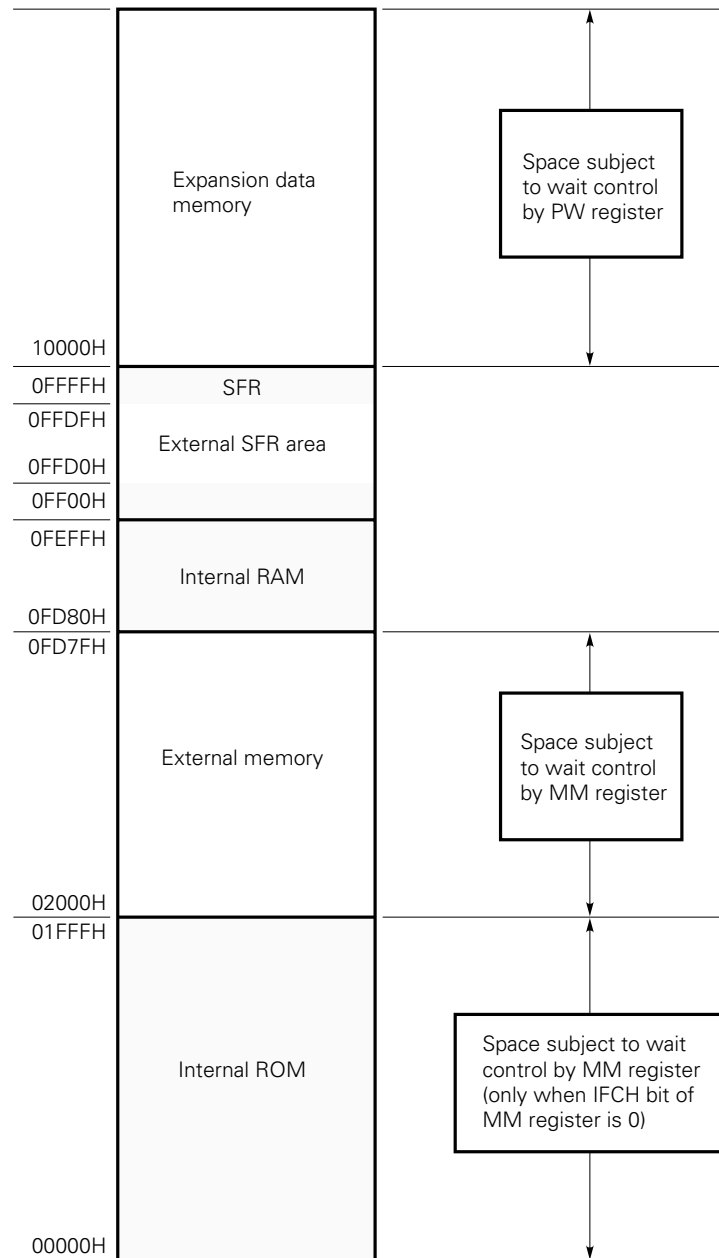 Expansion data
memory
Space subject
to wait control
by PW register
10000H
0FFFFH
SFR
0FFDFH
External SFR area
0FFD0H
0FF00H
0FEFFH
Internal RAM
0FD80H
0FD7FH
External memory
Space subject
to wait control
by MM register
02000H
01FFFH
Internal ROM
Space subject to wait
control by MM register
(only when IFCH bit of
MM register is 0)
00000H